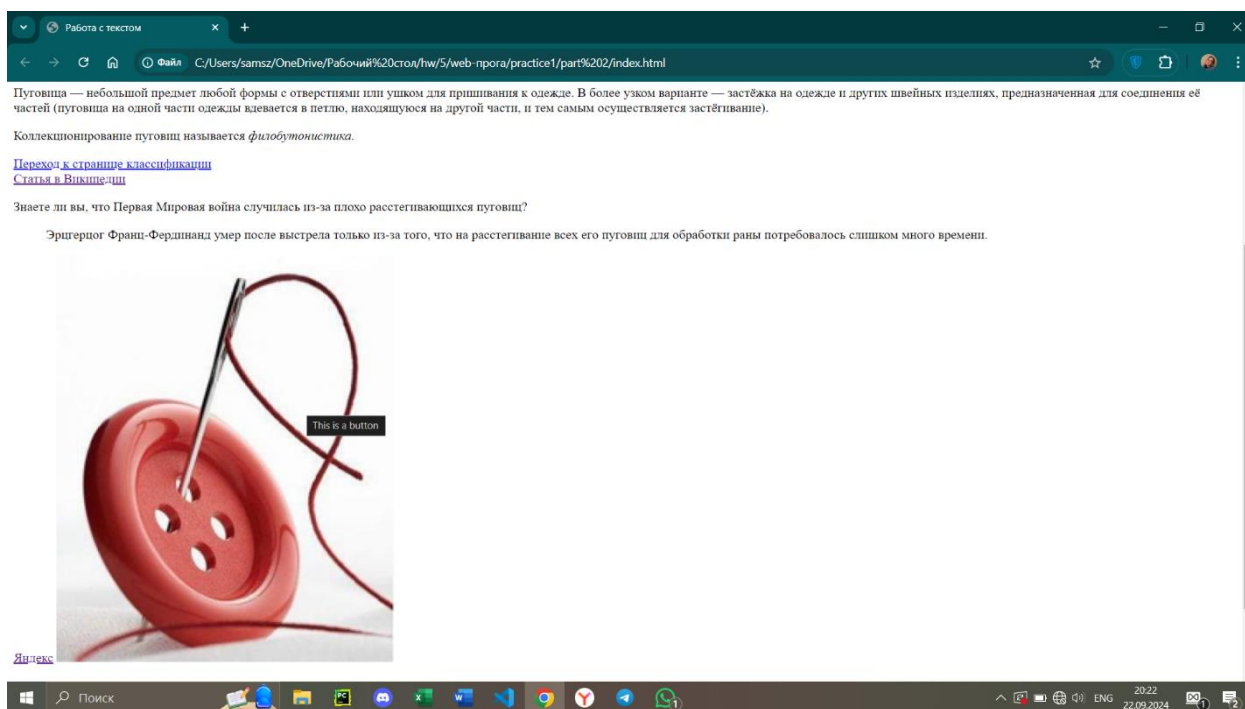 Работа с текстом
Файл
C:/Users/samsz/OneDrive/Рабочий%20стол/hw/5/web-прога/practice1/part%202/index.html
Пуговица — небольшой предмет любой формы с отверстиями или ушком для пришивания к одежде. В более узком варианте — застёжка на одежде и других швейных изделиях, предназначенная для соединения её
частей (пуговица на одной части одежды вдевается в петлю, находящуюся на другой части, и тем самым осуществляется застёгивание).
Коллекционирование пуговиц называется филобутонистика.
Переход к странице классификации
Статья в Википедии
Знаете ли вы, что Первая Мировая война случилась из-за плохо расстегивающихся пуговиц?
Эрцгерцог Франц-Фердинанд умер после выстрела только из-за того, что на расстегивание всех его пуговиц для обработки раны потребовалось слишком много времени.
This is a button
Яндекс
Поиск
ENG
20:22
22.09.2024